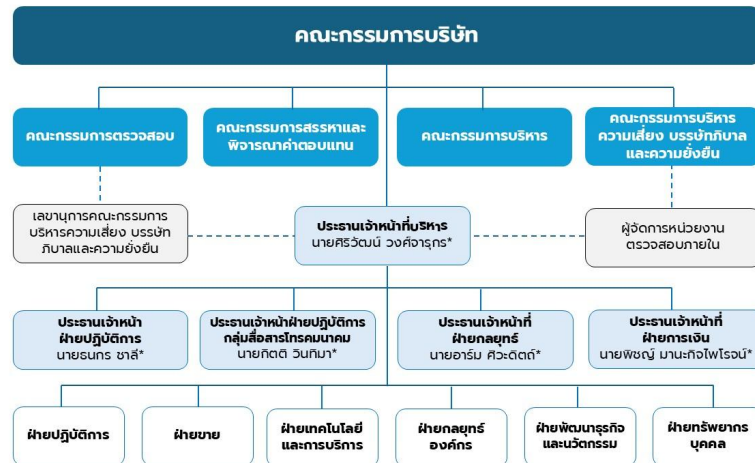 คณะกรรมการบริษัท
คณะกรรมการตรวจสอบ
คณะกรรมการสรรหาและ
พิจารณาค่าตอบแทน
คณะกรรมการบริหาร
คณะกรรมการบริหาร
ความเสี่ยง บรรษัทภิบาล
และความยั่งยืน
เลขานุการคณะกรรมการ
บริหารความเสี่ยง บรรษัท
ภิบาลและความยั่งยืน
ประธานเจ้าหน้าที่บริหาร
นายศิริวัฒน์ วงศ์จารุกร*
ผู้จัดการหน่วยงาน
ตรวจสอบภายใน
ประธานเจ้าหน้า
ฝ่ายปฏิบัติการ
นายธนกร ชาลี*
ประธานเจ้าหน้าฝ่ายปฏิบัติการ
กลุ่มสื่อสารโทรคมนาคม
นายกิตติ วินทิมา*
ประธานเจ้าหน้าที่
ฝ่ายกลยุทธ์
นายอาร์ม ศิวะดิตถ์*
ประธานเจ้าหน้าที่
ฝ่ายการเงิน
นายพิชญ์ มานะกิจไพโรจน์*
ฝ่ายปฏิบัติการ
ฝ่ายขาย
ฝ่ายเทคโนโลยี
และการบริการ
ฝ่ายกลยุทธ์
องค์กร
ฝ่ายพัฒนาธุรกิจ
และนวัตกรรม
ฝ่ายทรัพยากร
บุคคล